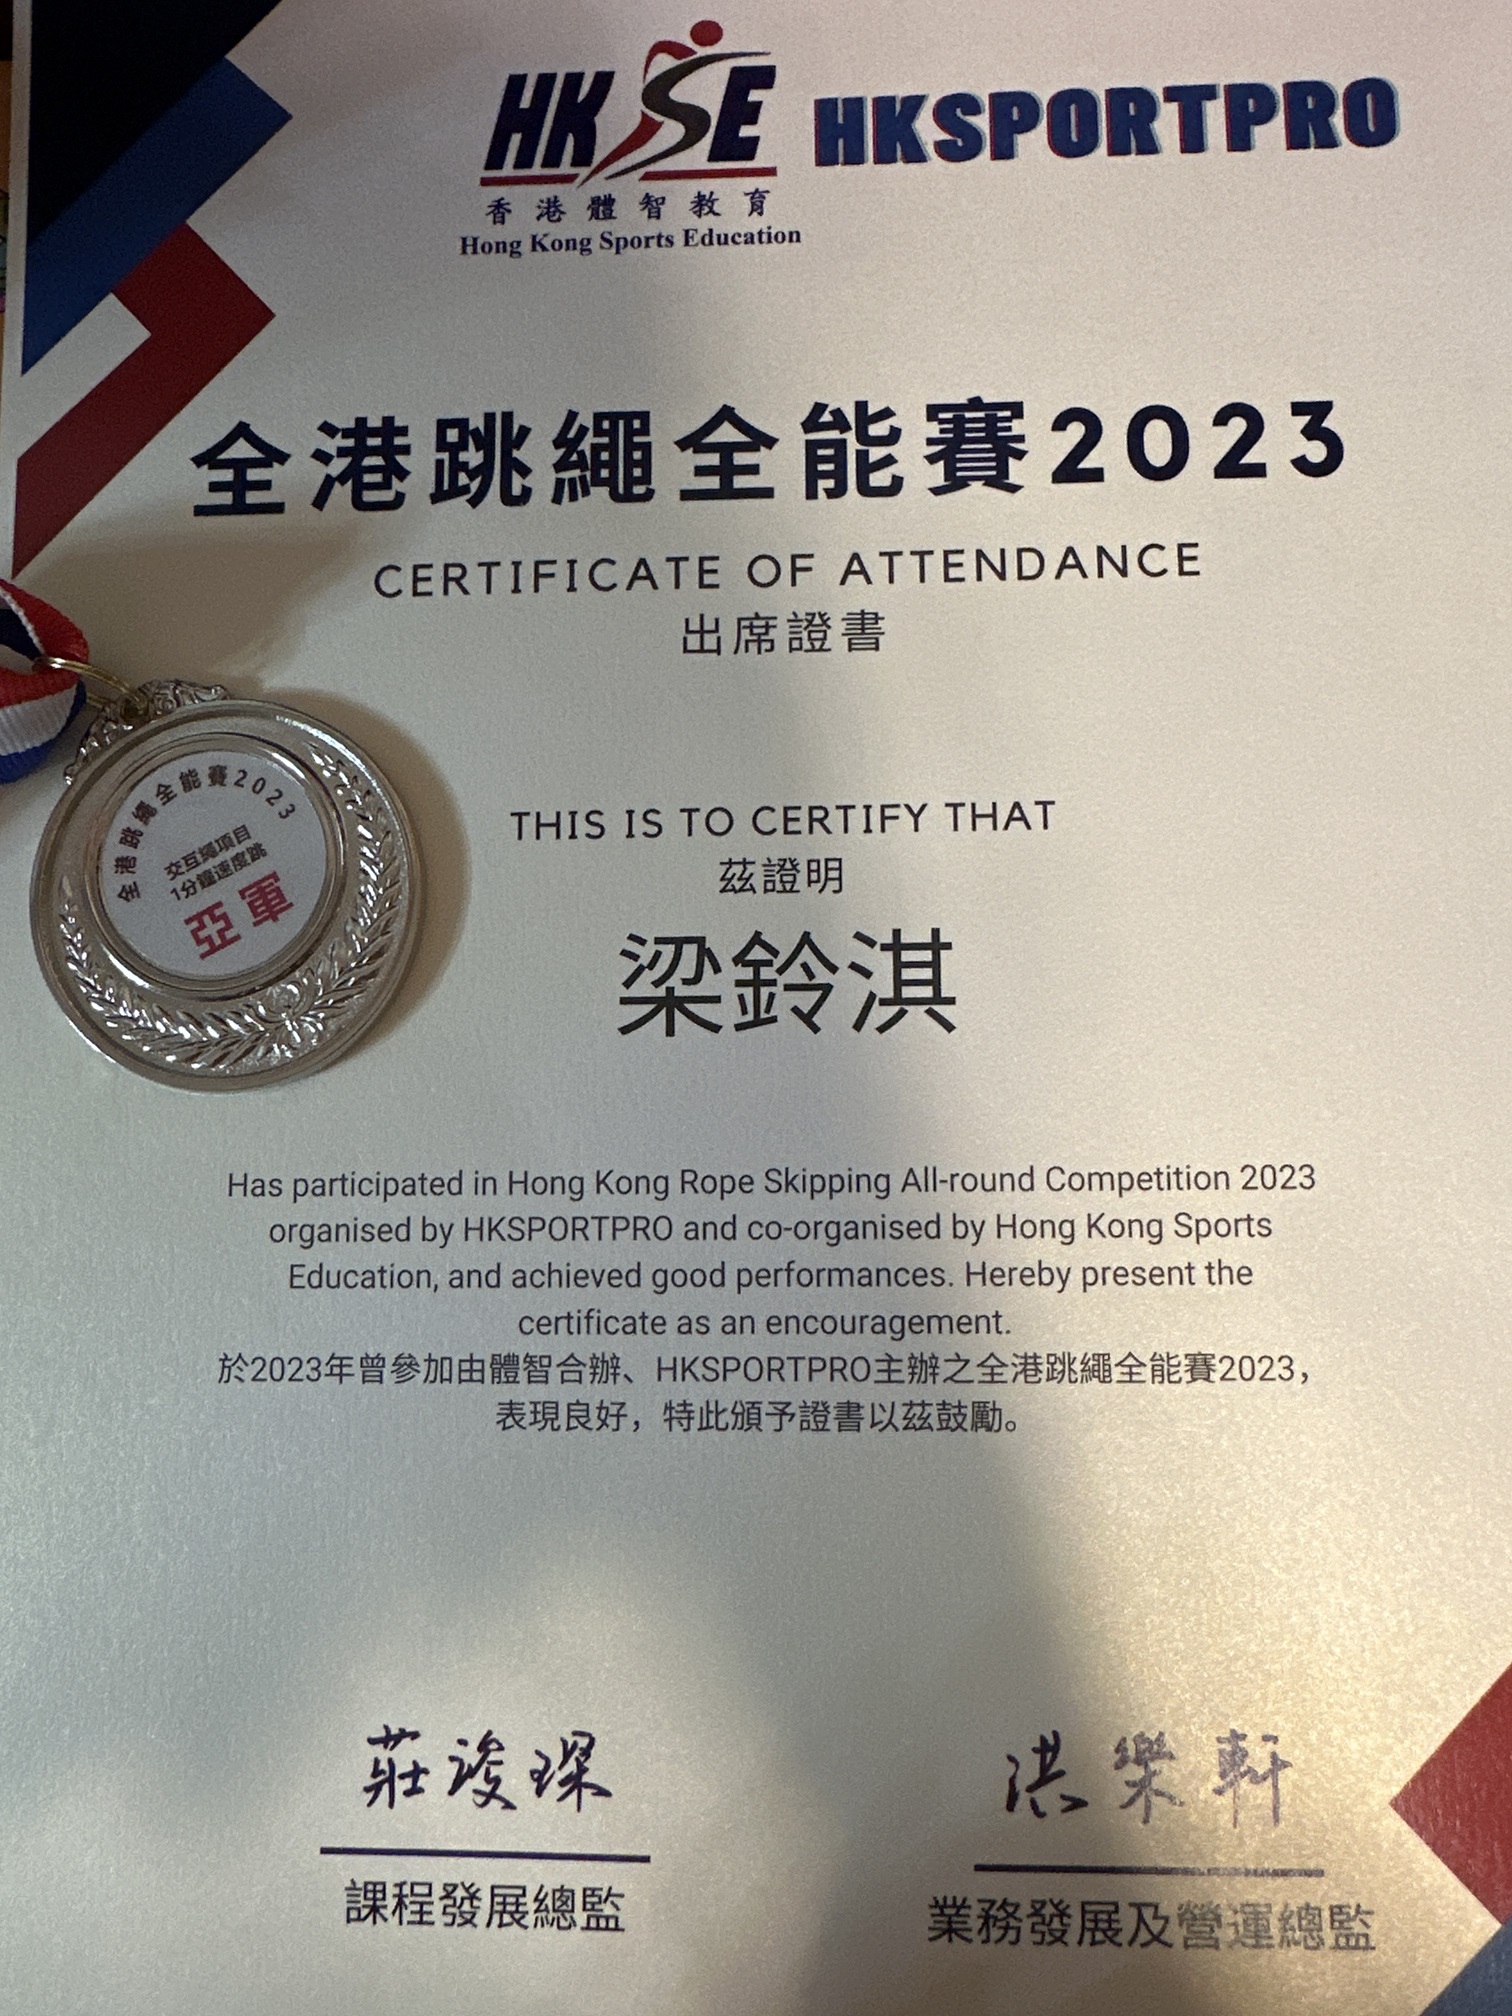 HKSE
香港體智教育
Hong Kong Sports Education
HKSPORTPRO
全港跳繩全能賽2023
CERTIFICATE OF ATTENDANCE
出席證書
全港跳繩全能賽2023
交互繩項目
1分鐘速度跳
亞軍
THIS IS TO CERTIFY THAT
茲證明
梁鈴淇
Has participated in Hong Kong Rope Skipping All-round Competition 2023
organised by HKSPORTPRO and co-organised by Hong Kong Sports
Education, and achieved good performances. Hereby present the
certificate as an encouragement.
於2023年曾參加由體智合辦、HKSPORTPRO主辦之全港跳繩全能賽2023，
表現良好，特此頒予證書以茲鼓勵。
洪樂軒
課程發展總監
業務發展及營運總監